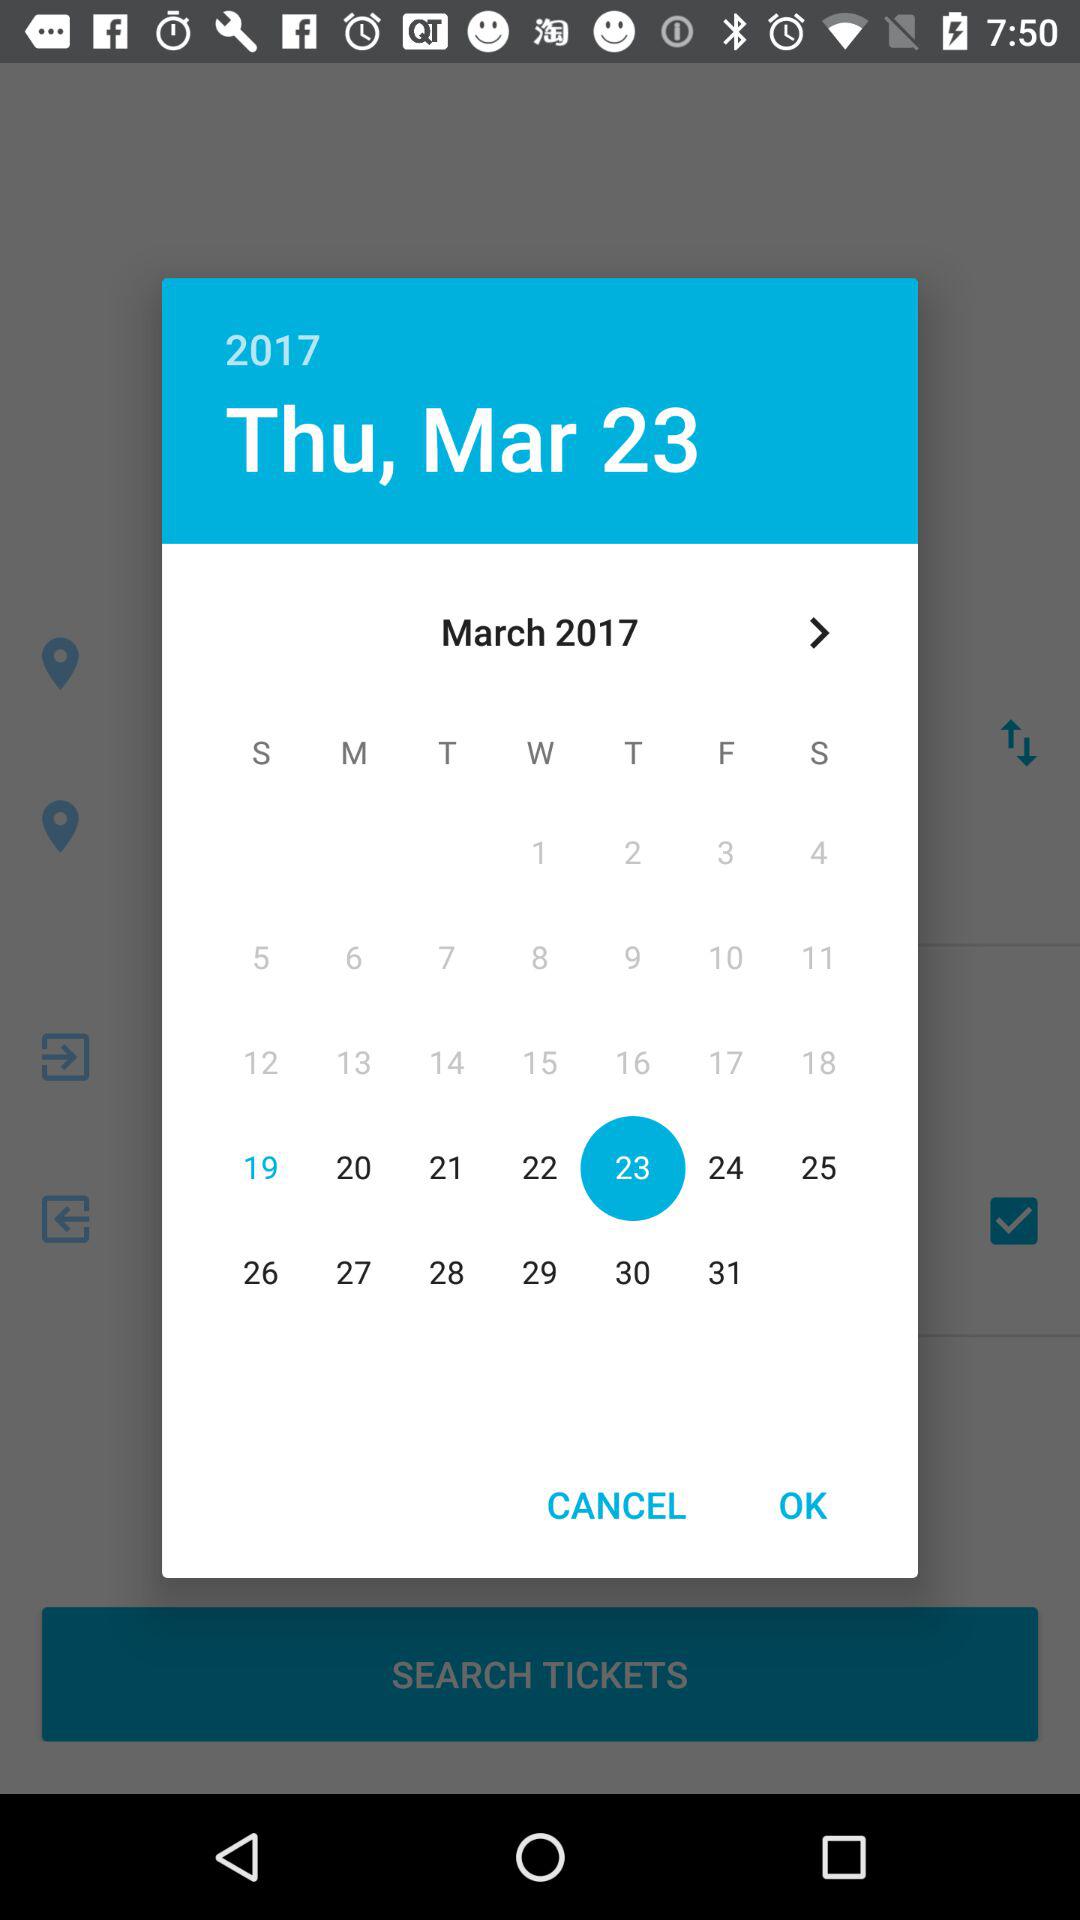 QT 淘 7:50
2017
Thu, Mar 23
March 2017
S M T W T F S
1 2 3 4
5 6 7 8 9 10 11
12 13 14 15 16 17 18
19 20 21 22 23 24 25
26 27 28 29 30 31
CANCEL OK
SEARCH TICKETS